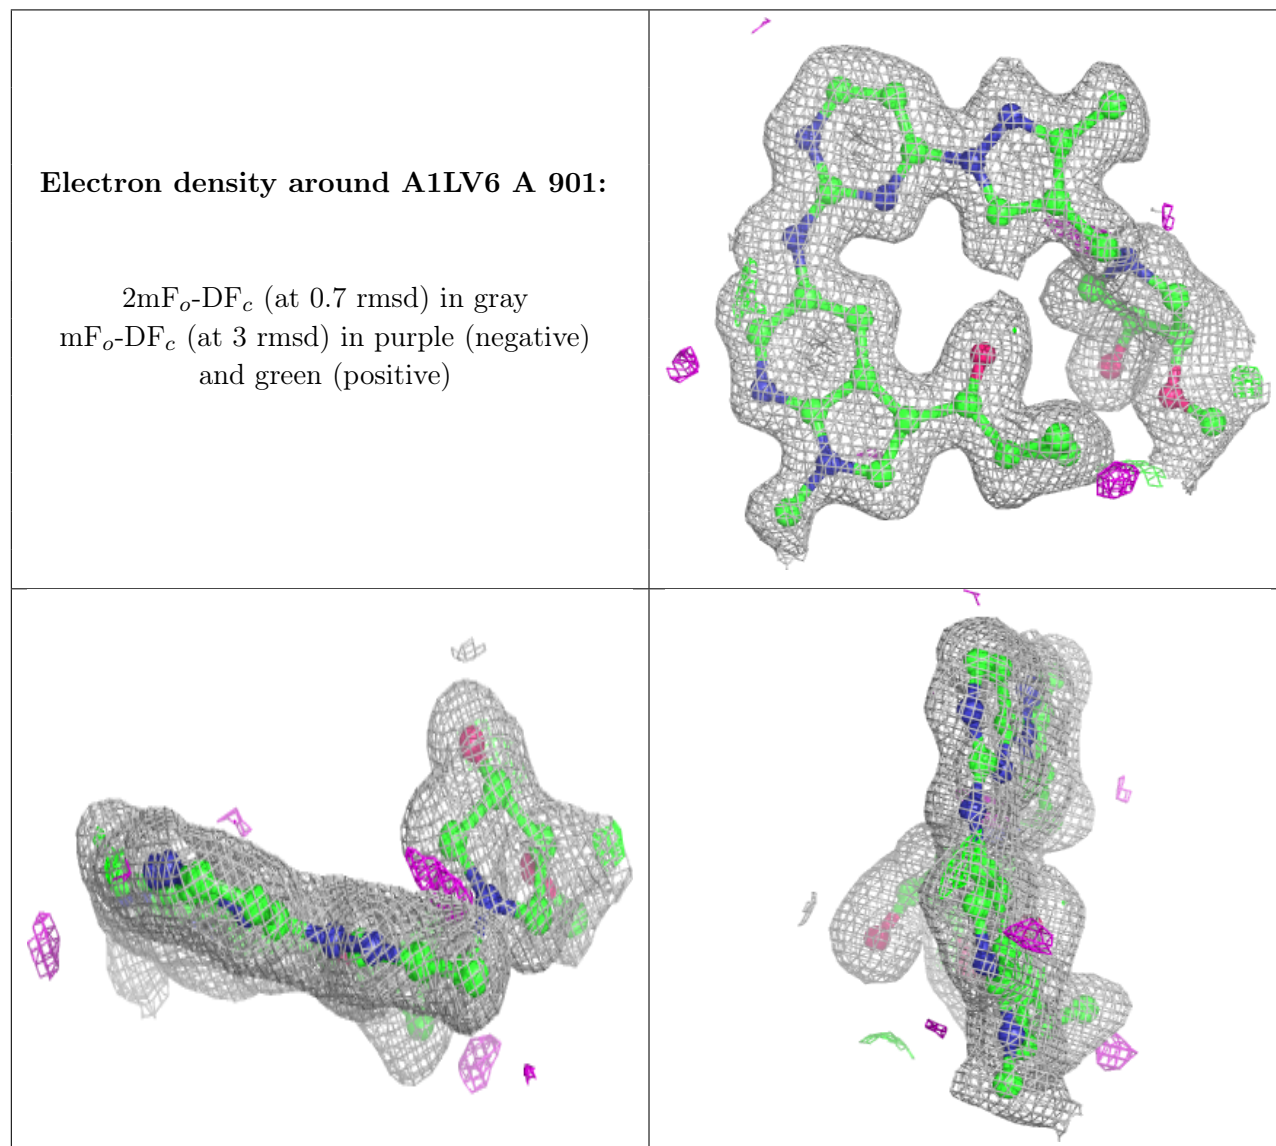 Electron density around A1LV6 A 901:
2mFo-DFc (at 0.7 rmsd) in gray
mFo-DFc (at 3 rmsd) in purple (negative)
and green (positive)